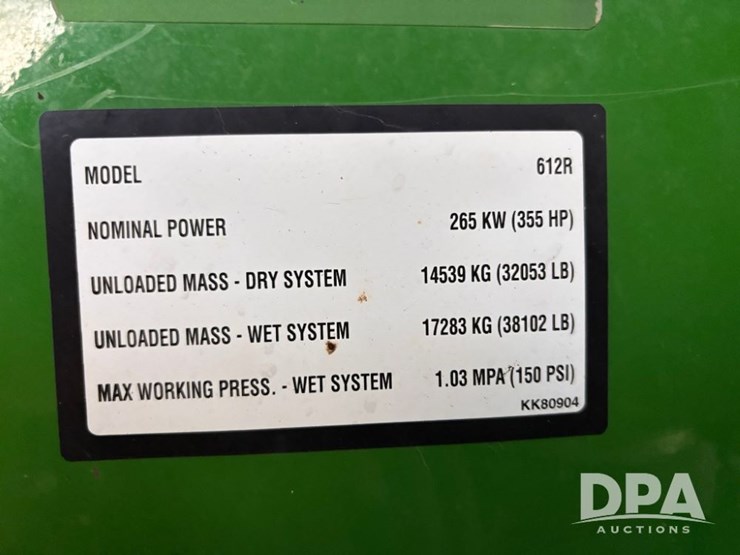 MODEL 612R
NOMINAL POWER 265 KW (355 HP)
UNLOADED MASS - DRY SYSTEM 14539 KG (32053 LB)
UNLOADED MASS - WET SYSTEM 17283 KG (38102 LB)
MAX WORKING PRESS. - WET SYSTEM 1.03 MPA (150 PSI)
KK80904
DPA
AUCTIONS